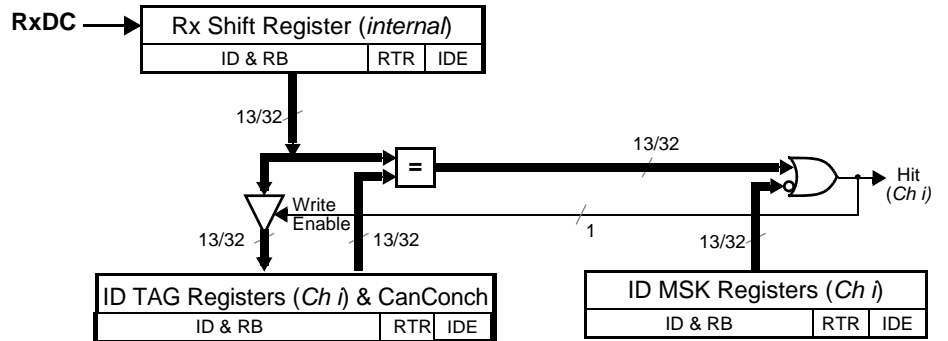 RxDC
Rx Shift Register (internal)
ID & RB RTR IDE
13/32
=
13/32
Hit
(Ch i)
Write
Enable
1
13/32
13/32
13/32
ID TAG Registers (Ch i) & CanConch
ID & RB RTR IDE
ID MSK Registers (Ch i)
ID & RB RTR IDE